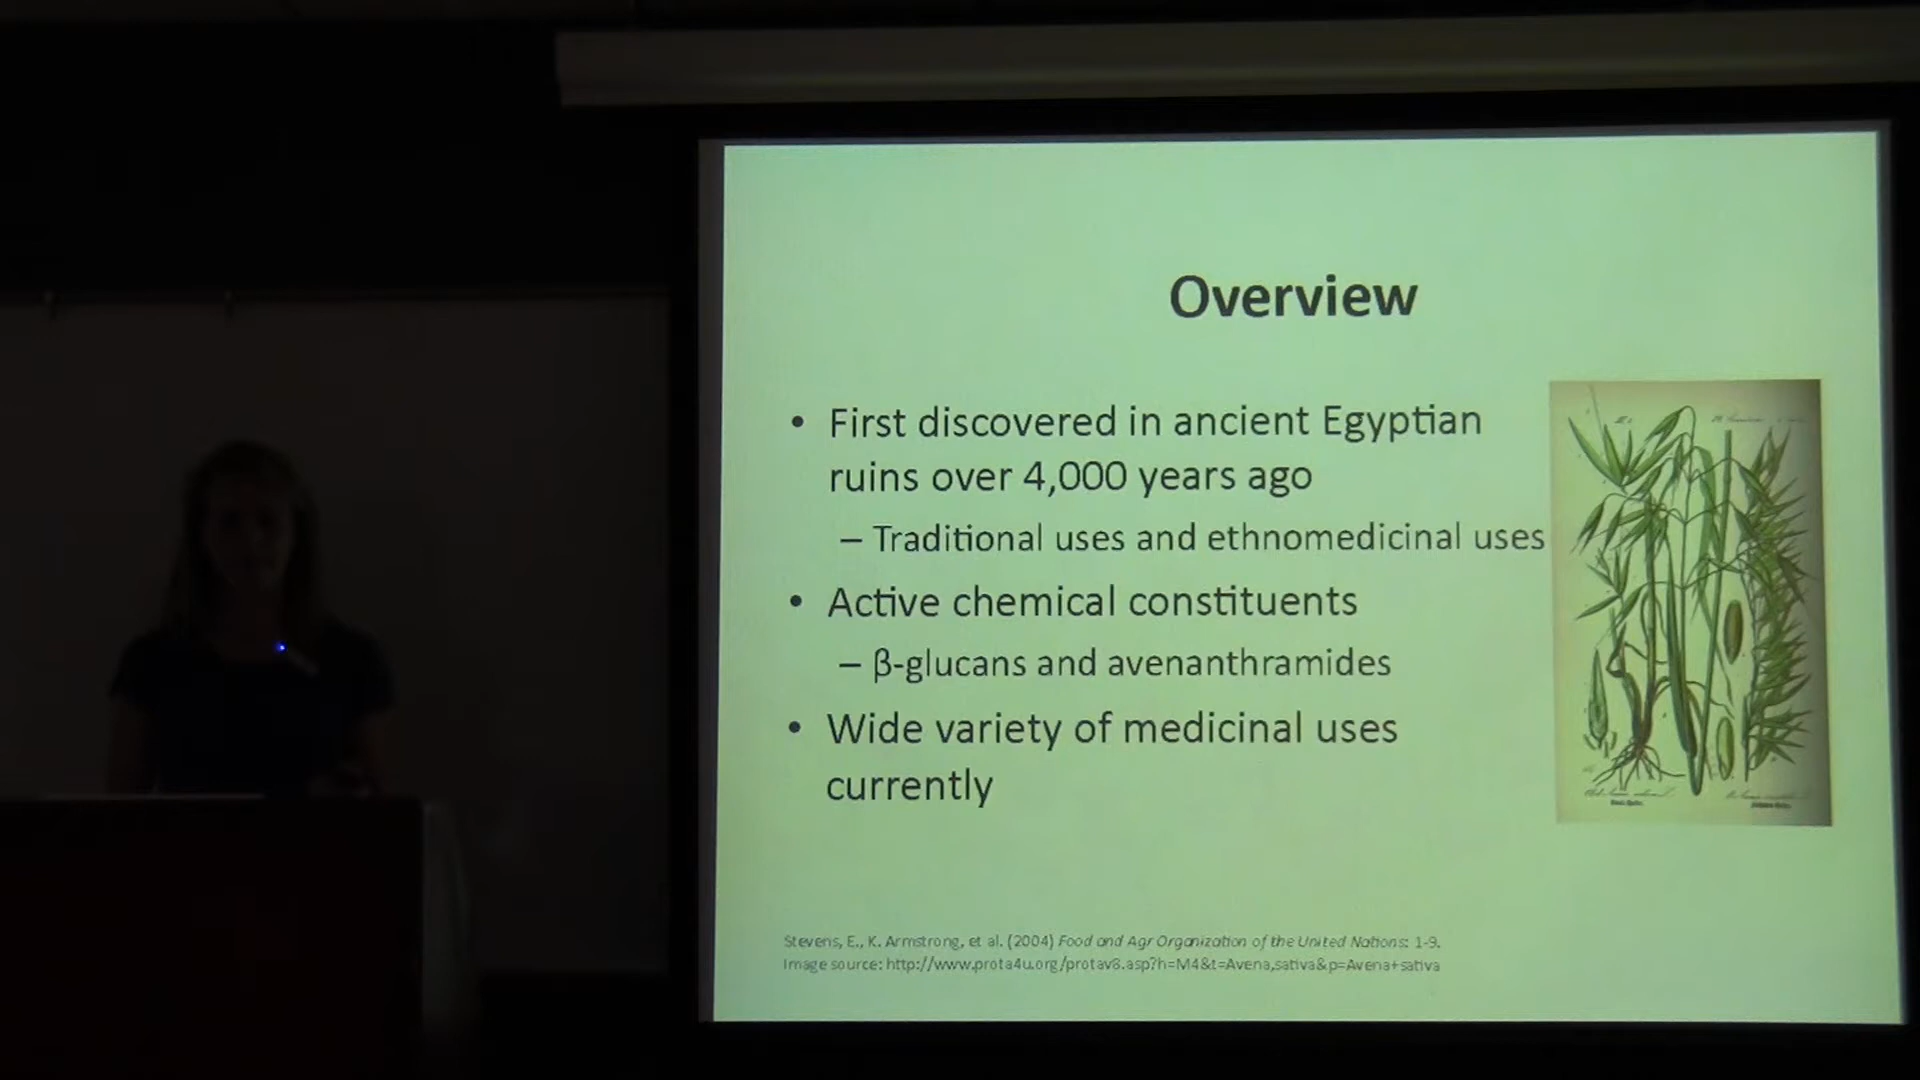 Overview
• First discovered in ancient Egyptian
ruins over 4,000 years ago
– Traditional uses and ethnomedicinal uses
• Active chemical constituents
– β-glucans and avenanthramides
• Wide variety of medicinal uses
currently
Stevens, E., K. Armstrong, et al. (2004) Food and Agr Organization of the United Nations: 1-9.
Image source: http://www.prota4u.org/protav8.asp?h=M4&t=Avena,sativa&p=Avena+sativa